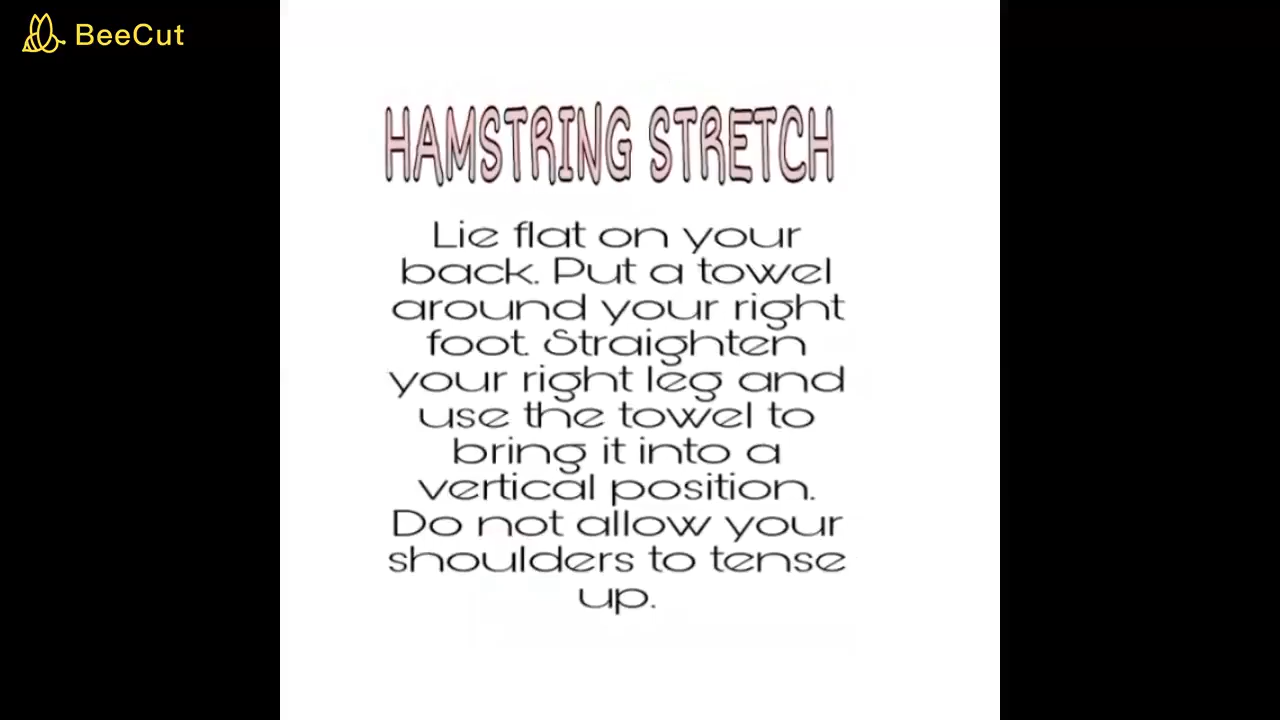 BeeCut
HAMSTRING STRETCH
Lie flat on your
back. Put a towel
around your right
foot. Straighten
your right leg and
use the towel to
bring it into a
vertical position.
Do not allow your
shoulders to tense
up.